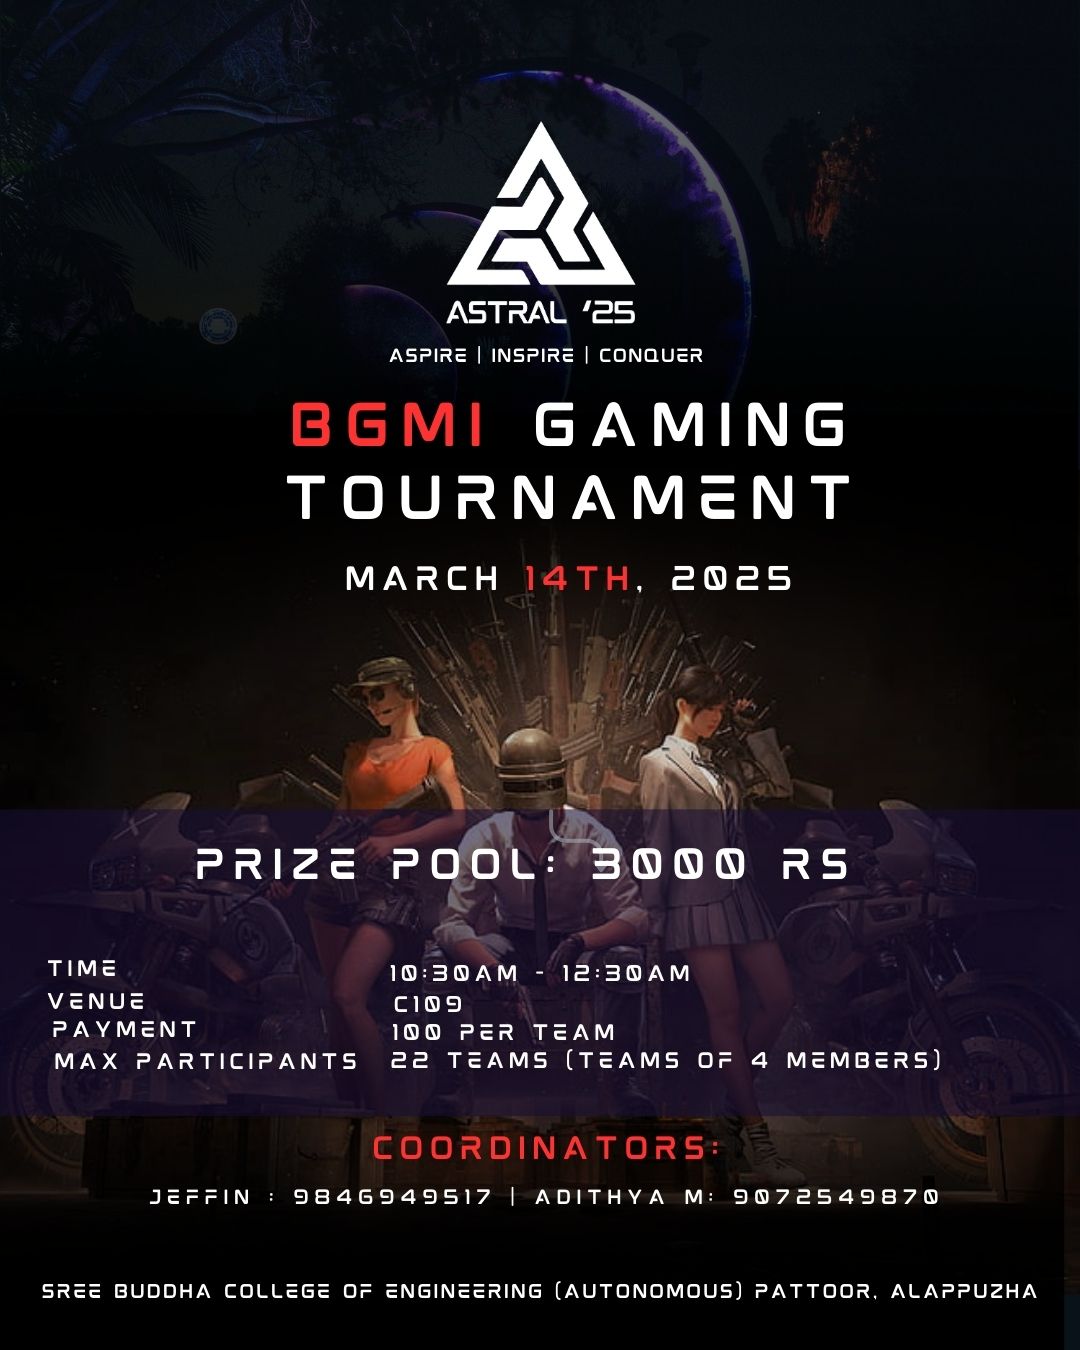 ASTRAL '25
ASPIRE | INSPIRE | CONQUER
BGMI GAMING
TOURNAMENT
MARCH 14TH, 2025
PRIZE POOL: 3000 RS
TIME 10:30AM - 12:30AM
VENUE C109
PAYMENT 100 PER TEAM
MAX PARTICIPANTS 22 TEAMS (TEAMS OF 4 MEMBERS)
COORDINATORS:
JEFFIN : 9846949517 | ADITHYA M: 9072549870
SREE BUDDHA COLLEGE OF ENGINEERING (AUTONOMOUS) PATTOOR, ALAPPUZHA